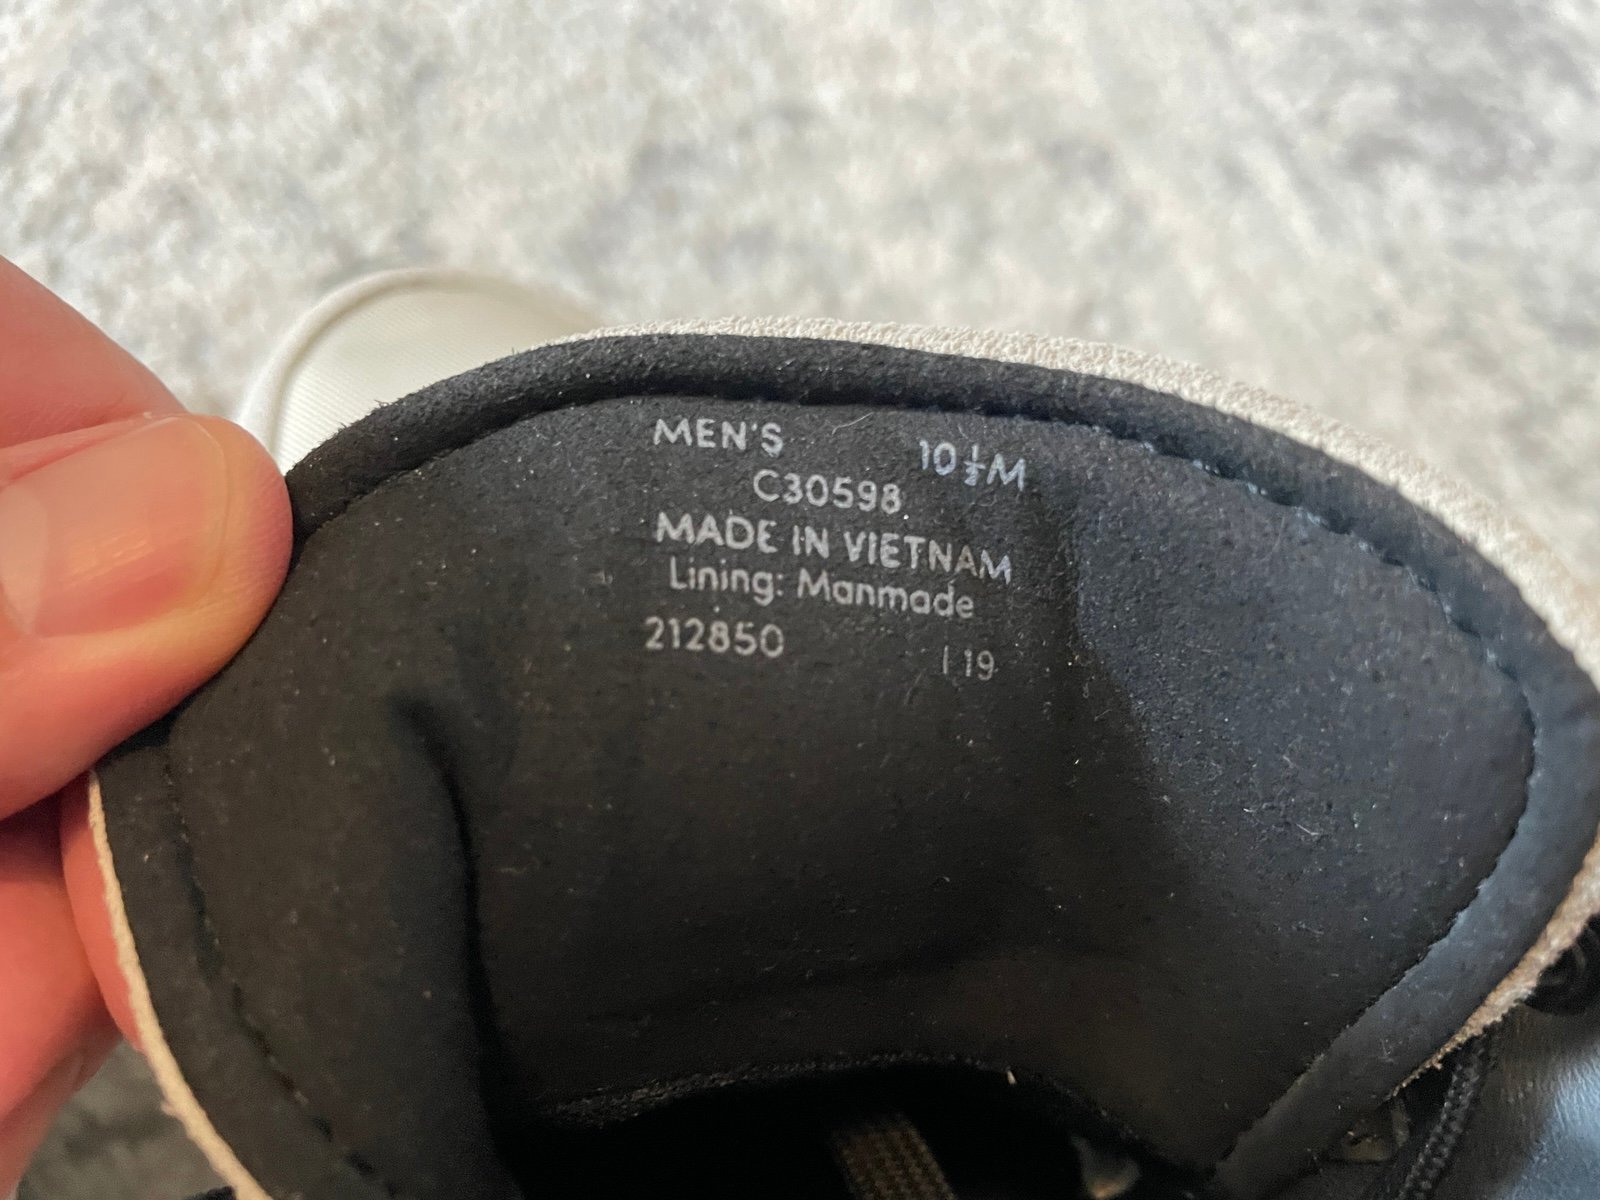 MEN'S 10½M
C30598
MADE IN VIETNAM
Lining: Manmade
212850 I 19